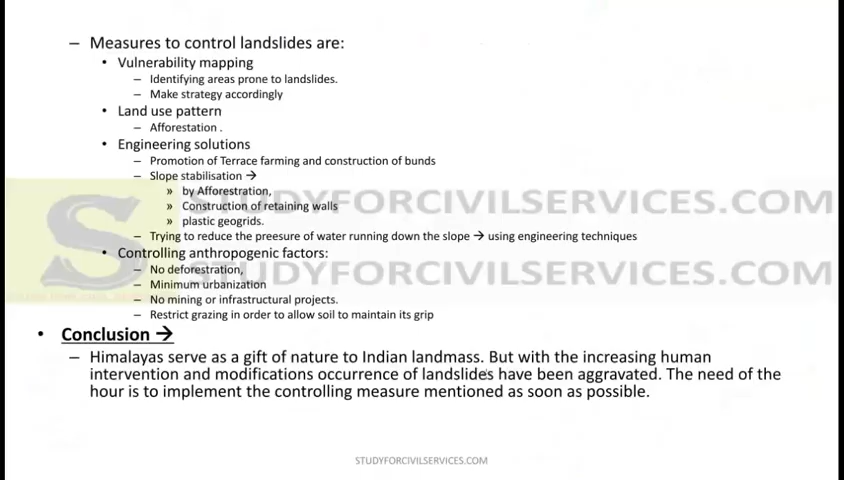 – Measures to control landslides are:
• Vulnerability mapping
– Identifying areas prone to landslides.
– Make strategy accordingly
• Land use pattern
– Afforestation .
• Engineering solutions
– Promotion of Terrace farming and construction of bunds
– Slope stabilisation →
» by Afforestration,
» Construction of retaining walls
» plastic geogrids.
– Trying to reduce the preesure of water running down the slope → using engineering techniques
• Controlling anthropogenic factors:
– No deforestration,
– Minimum urbanization
– No mining or infrastructural projects.
– Restrict grazing in order to allow soil to maintain its grip
• Conclusion →
– Himalayas serve as a gift of nature to Indian landmass. But with the increasing human
intervention and modifications occurrence of landslides have been aggravated. The need of the
hour is to implement the controlling measure mentioned as soon as possible.
S
STUDYFORCIVILSERVICES.COM
STUDYFORCIVILSERVICES.COM
STUDYFORCIVILSERVICES.COM